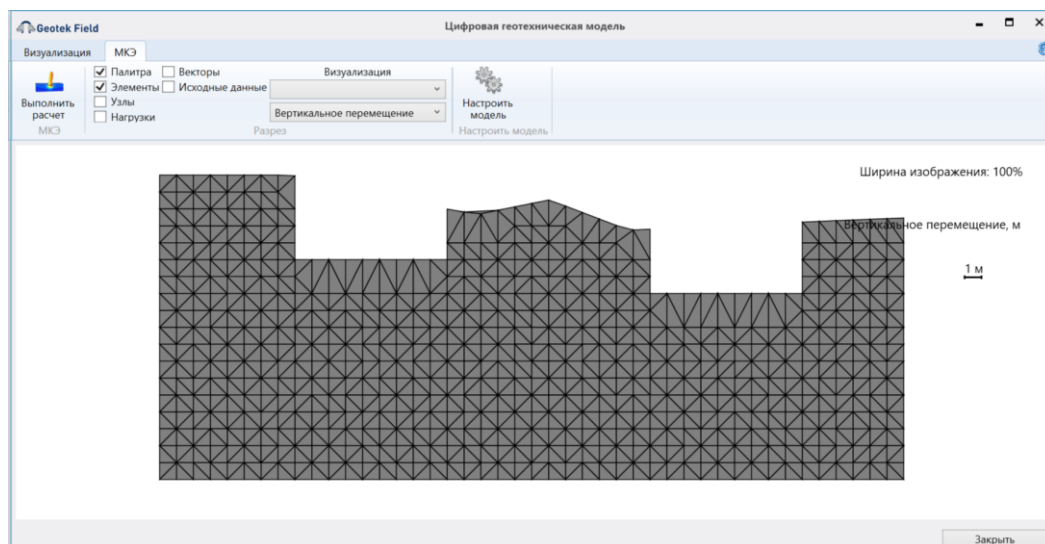 Geotek Field
Цифровая геотехническая модель
Визуализация
МКЭ
Палитра
Векторы
Визуализация
Элементы
Исходные данные
Узлы
Нагрузки
Вертикальное перемещение
Выполнить
расчет
Настроить
модель
МКЭ
Разрез
Настроить модель
Ширина изображения: 100%
Вертикальное перемещение, м
1 м
Закрыть